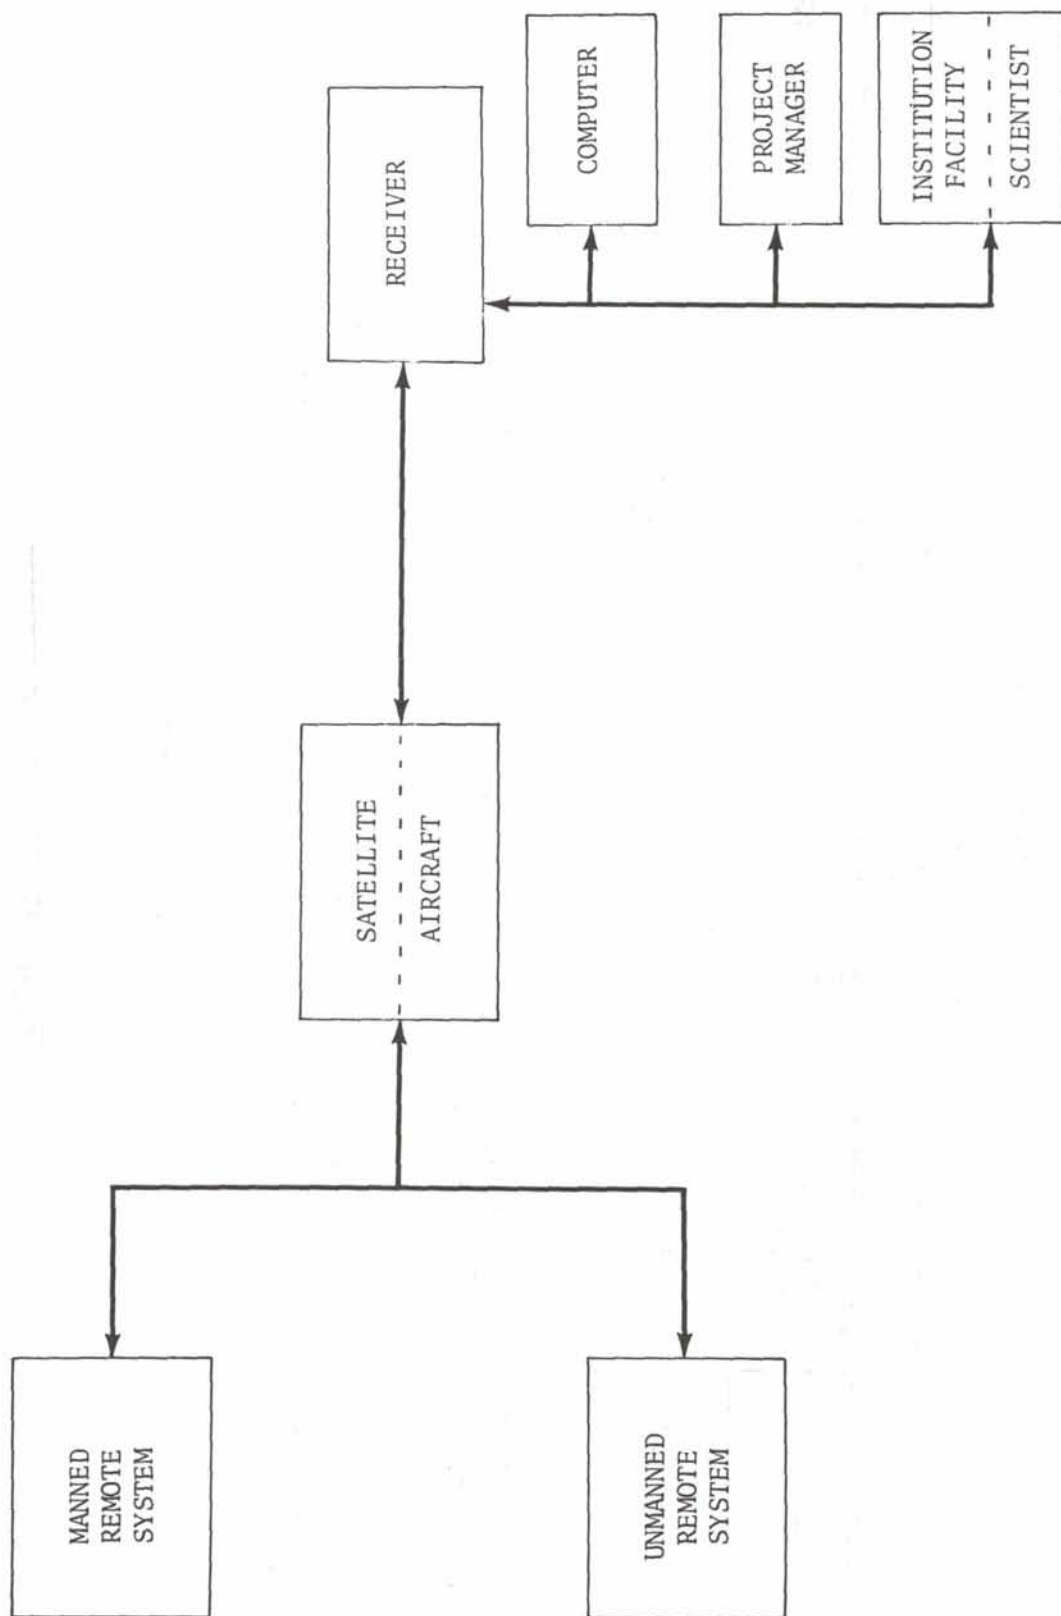 MANNED
REMOTE
SYSTEM
UNMANNED
REMOTE
SYSTEM
SATELLITE
AIRCRAFT
RECEIVER
COMPUTER
PROJECT
MANAGER
INSTITUTION
FACILITY
SCIENTIST